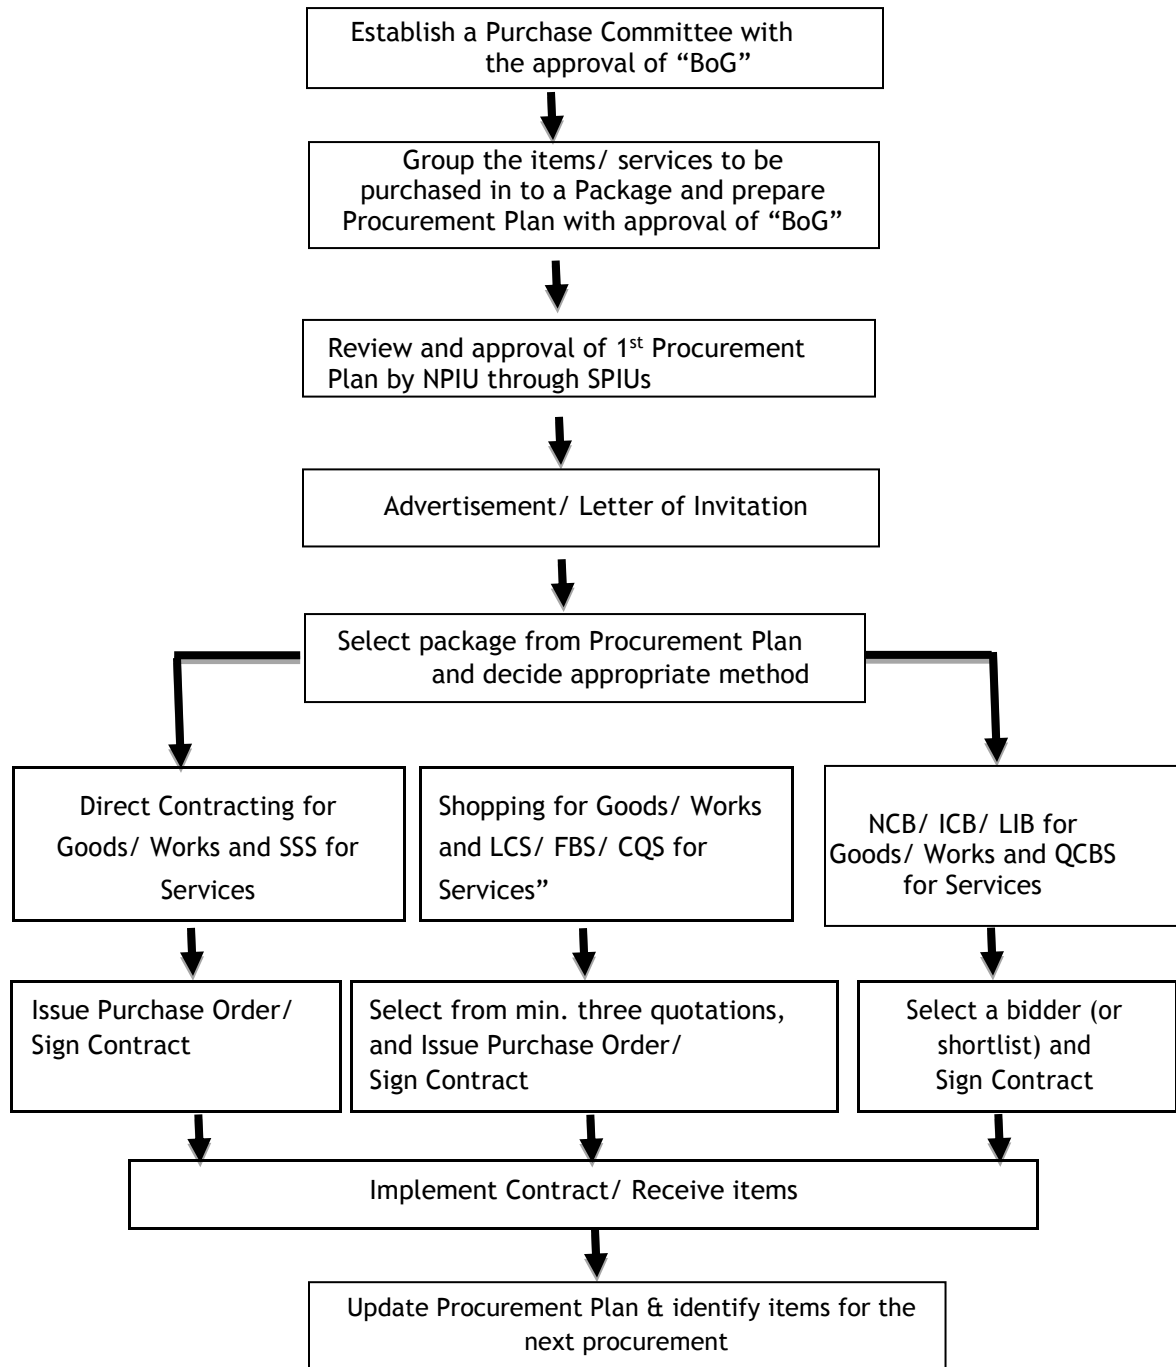 Establish a Purchase Committee with
the approval of “BoG”
Group the items/ services to be
purchased in to a Package and prepare
Procurement Plan with approval of “BoG”
Review and approval of 1st Procurement
Plan by NPIU through SPIUs
Advertisement/ Letter of Invitation
Select package from Procurement Plan
and decide appropriate method
Direct Contracting for
Goods/ Works and SSS for
Services
Shopping for Goods/ Works
and LCS/ FBS/ CQS for
Services”
NCB/ ICB/ LIB for
Goods/ Works and QCBS
for Services
Issue Purchase Order/
Sign Contract
Select from min. three quotations,
and Issue Purchase Order/
Sign Contract
Select a bidder (or
shortlist) and
Sign Contract
Implement Contract/ Receive items
Update Procurement Plan & identify items for the
next procurement